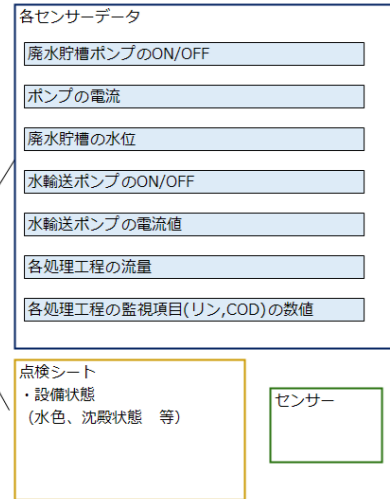 各センサーデータ
廃水貯槽ポンプのON/OFF
ポンプの電流
廃水貯槽の水位
水輸送ポンプのON/OFF
水輸送ポンプの電流値
各処理工程の流量
各処理工程の監視項目(リン,COD)の数値
点検シート
・設備状態
(水色、沈殿状態　等)
センサー